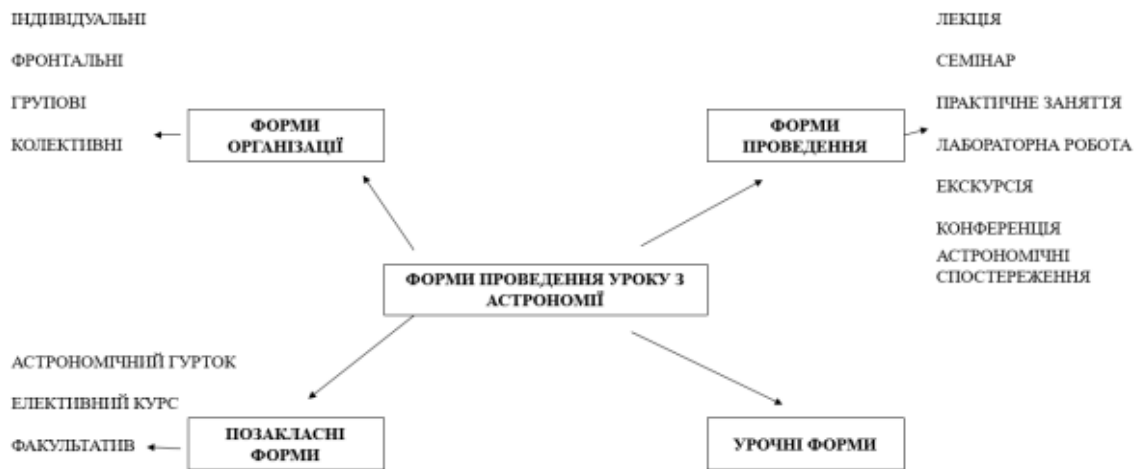 ІНДИВІДУАЛЬНІ
ФРОНТАЛЬНІ
ГРУПОВІ
КОЛЕКТИВНІ
ФОРМИ
ОРГАНІЗАЦІЇ
ФОРМИ
ПРОВЕДЕННЯ
ЛЕКЦІЯ
СЕМІНАР
ПРАКТИЧНЕ ЗАНЯТТЯ
ЛАБОРАТОРНА РОБОТА
ЕКСКУРСІЯ
КОНФЕРЕНЦІЯ
АСТРОНОМІЧНІ
СПОСТЕРЕЖЕННЯ
ФОРМИ ПРОВЕДЕННЯ УРОКУ З
АСТРОНОМІЇ
АСТРОНОМІЧНИЙ ГУРТОК
ЕЛЕКТИВНИЙ КУРС
ФАКУЛЬТАТИВ
ПОЗАКЛАСНІ
ФОРМИ
УРОЧНІ ФОРМИ